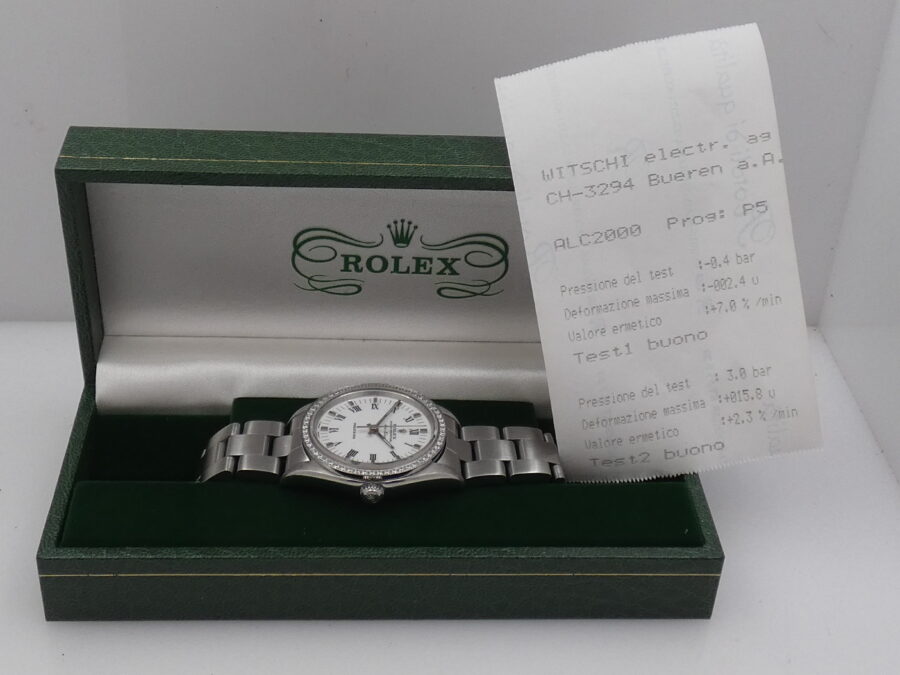 ROLEX
WITSCHI electr. ag
CH-3294 Bueren a.A.
ALC2000 Prog: P5
Pressione del test :-0.4 bar
Deformazione massima :-002.4 u
Valore ermetico :+7.0 % /min
Test1 buono
Pressione del test : 3.0 bar
Deformazione massima :+015.8 u
Valore ermetico :+2.3 % /min
Test2 buono
ROLEX